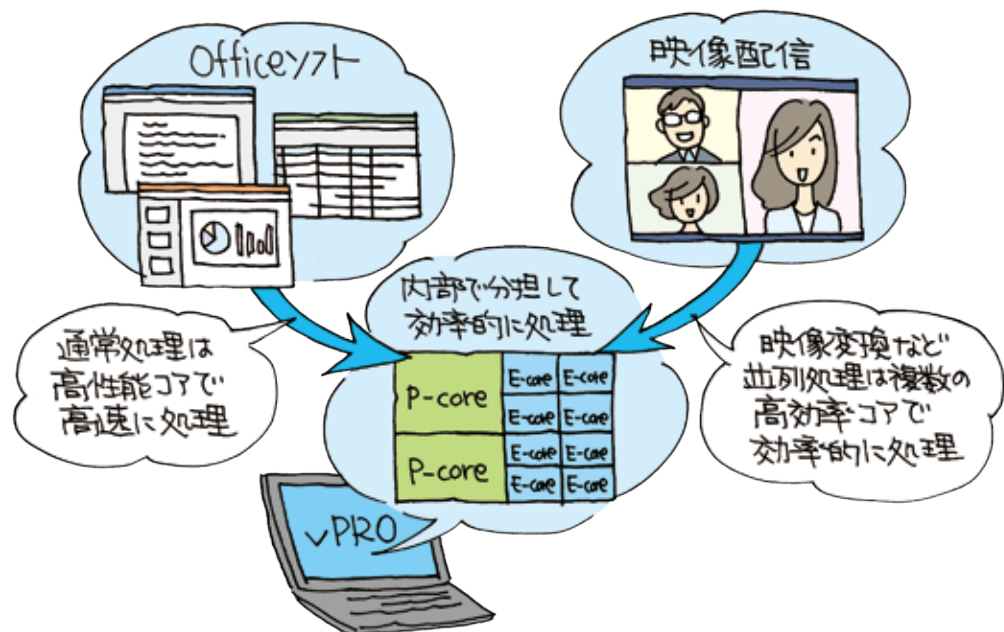 Officeソフト
映像配信
内部で分担して
効率的に処理
通常処理は
高性能コアで
高速に処理
映像変換など
並列処理は複数の
高効率コアで
効率的に処理
P-core
E-core E-core
E-core E-core
P-core
E-core E-core
E-core E-core
vPRO